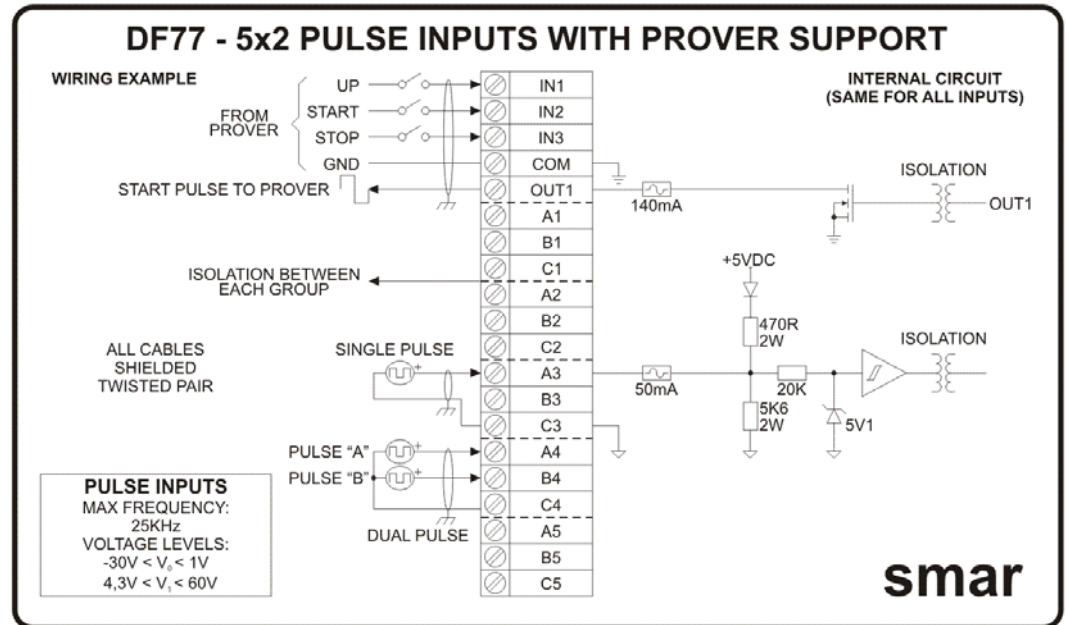 DF77 - 5x2 PULSE INPUTS WITH PROVER SUPPORT
WIRING EXAMPLE
INTERNAL CIRCUIT
(SAME FOR ALL INPUTS)
FROM
PROVER
UP
START
STOP
GND
START PULSE TO PROVER
ISOLATION BETWEEN
EACH GROUP
ALL CABLES
SHIELDED
TWISTED PAIR
SINGLE PULSE
PULSE “A”
PULSE “B”
DUAL PULSE
+
+
+
IN1
IN2
IN3
COM
OUT1
A1
B1
C1
A2
B2
C2
A3
B3
C3
A4
B4
C4
A5
B5
C5
140mA
ISOLATION
OUT1
+5VDC
470R
2W
50mA
20K
5K6
2W
5V1
ISOLATION
PULSE INPUTS
MAX FREQUENCY:
25KHz
VOLTAGE LEVELS:
-30V < V₀ < 1V
4,3V < V₁ < 60V
smar